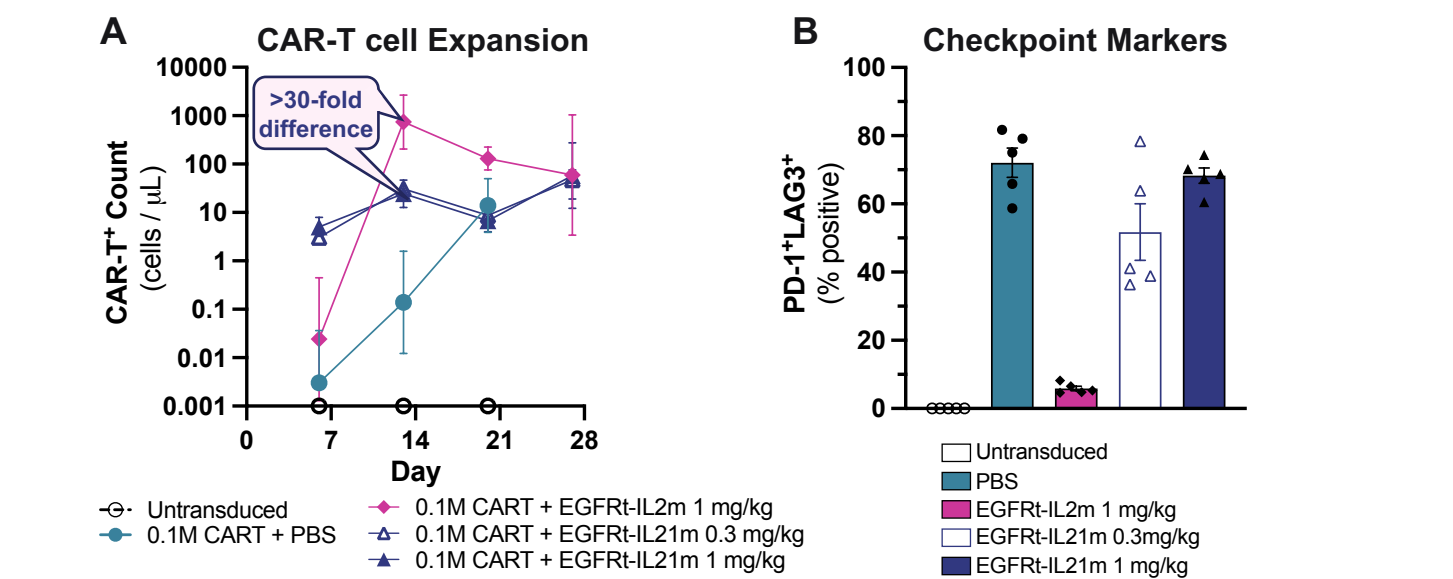 A
CAR-T cell Expansion
10000
1000
100
10
1
0.1
0.01
0.001
CAR-T⁺ Count
(cells / μL)
>30-fold
difference
0
7
14
21
28
Day
Untransduced
0.1M CART + PBS
0.1M CART + EGFRt-IL2m 1 mg/kg
0.1M CART + EGFRt-IL21m 0.3 mg/kg
0.1M CART + EGFRt-IL21m 1 mg/kg
B
Checkpoint Markers
100
80
60
40
20
0
PD-1⁺LAG3⁺
(% positive)
Untransduced
PBS
EGFRt-IL2m 1 mg/kg
EGFRt-IL21m 0.3mg/kg
EGFRt-IL21m 1 mg/kg